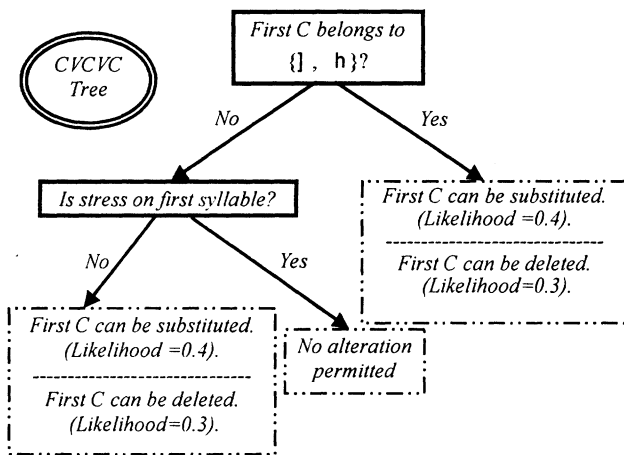 CVCVC
Tree
First C belongs to
{] , h}?
No
Yes
Is stress on first syllable?
First C can be substituted.
(Likelihood =0.4).
First C can be deleted.
(Likelihood=0.3).
No
Yes
First C can be substituted.
(Likelihood =0.4).
First C can be deleted.
(Likelihood=0.3).
No alteration
permitted